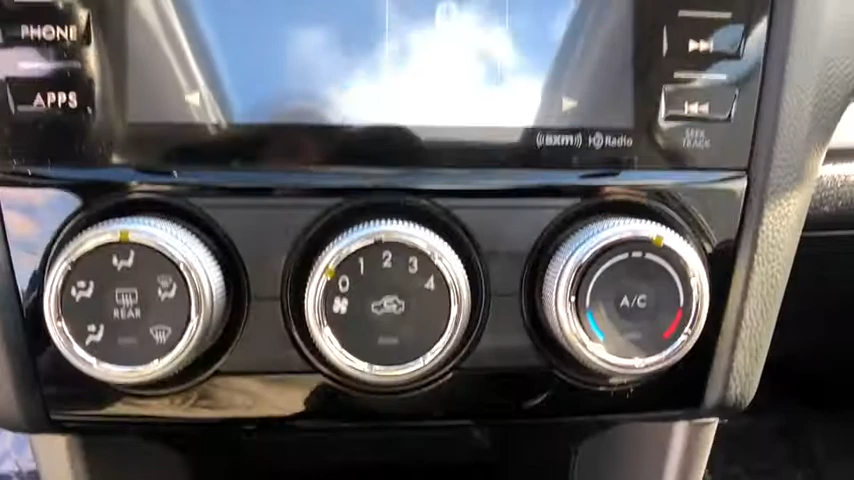 PHONE
APPS
((SXM)) HD Radio
SEEK
TRACK
REAR
0 1 2 3 4
A/C